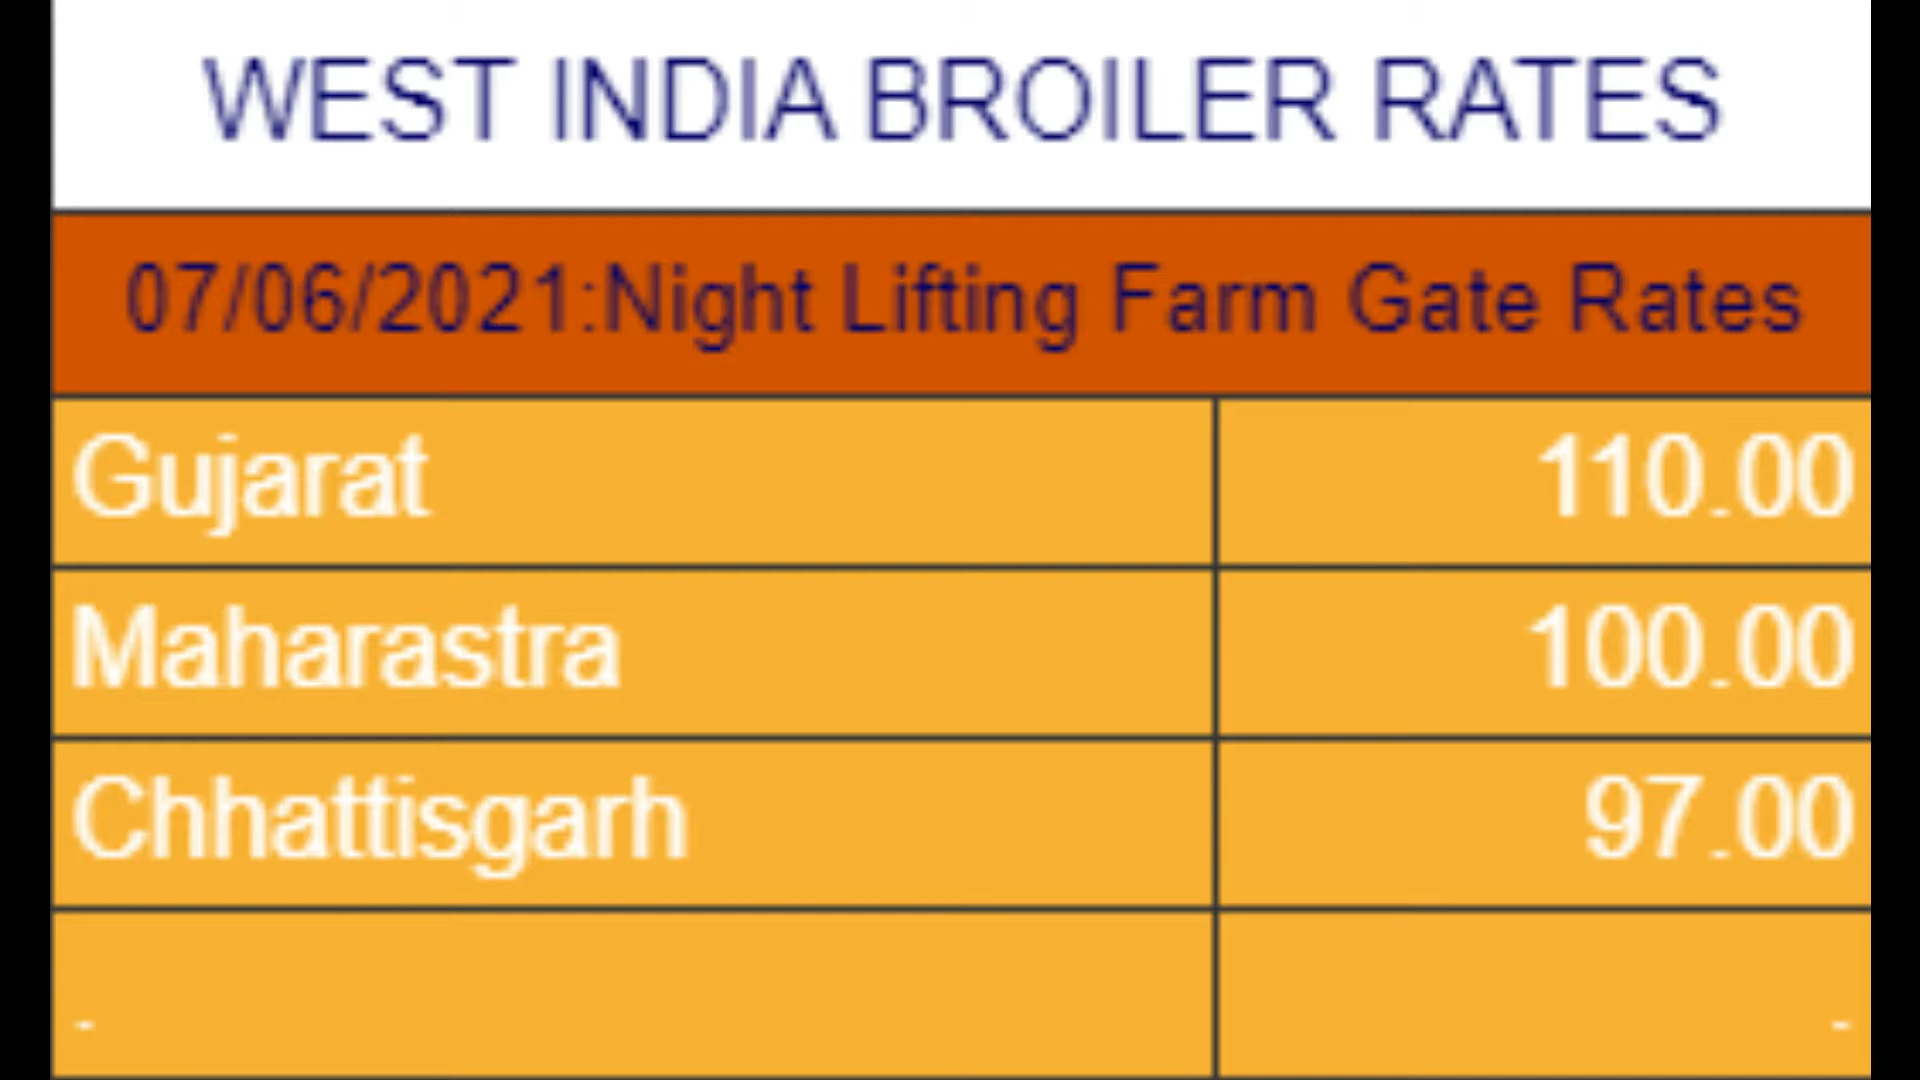 WEST INDIA BROILER RATES
07/06/2021:Night Lifting Farm Gate Rates
Gujarat 110.00
Maharastra 100.00
Chhattisgarh 97.00
- -